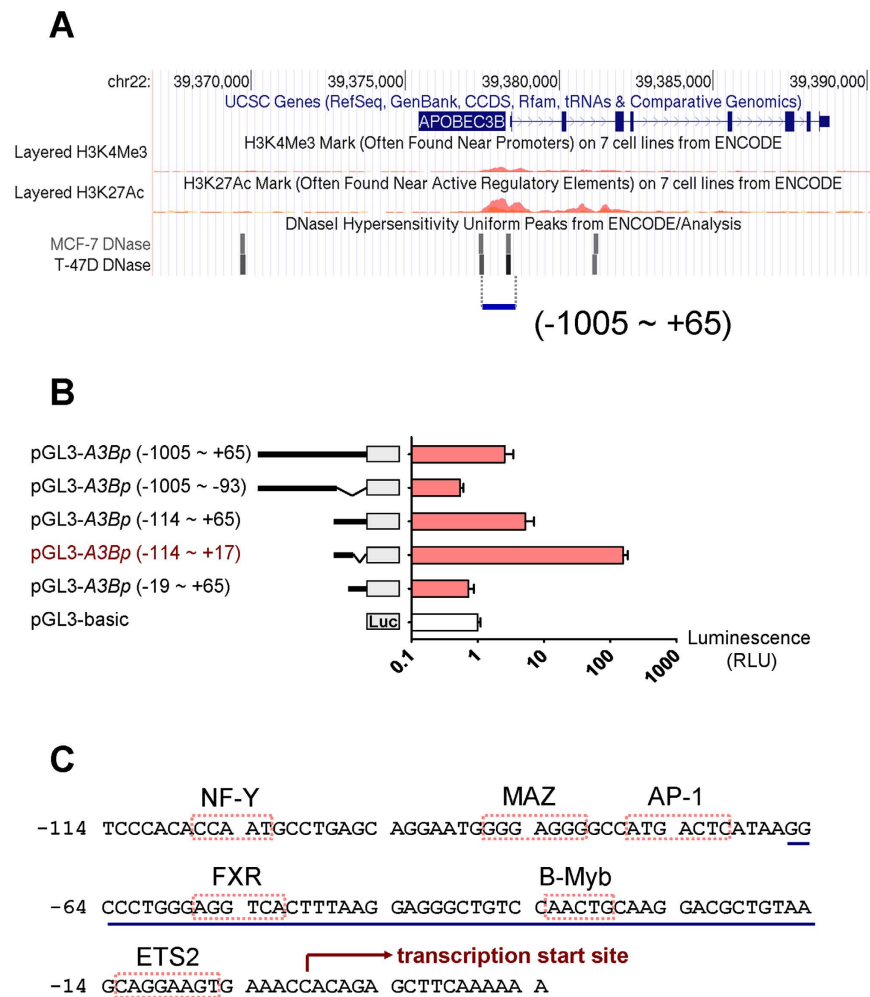 A
chr22: 39,370,000 39,375,000 39,380,000 39,385,000 39,390,000
UCSC Genes (RefSeq, GenBank, CCDS, Rfam, tRNAs & Comparative Genomics)
APOBEC3B
H3K4Me3 Mark (Often Found Near Promoters) on 7 cell lines from ENCODE
Layered H3K4Me3
H3K27Ac Mark (Often Found Near Active Regulatory Elements) on 7 cell lines from ENCODE
Layered H3K27Ac
DNaseI Hypersensitivity Uniform Peaks from ENCODE/Analysis
MCF-7 DNase
T-47D DNase
(-1005 ~ +65)
B
pGL3-A3Bp (-1005 ~ +65)
pGL3-A3Bp (-1005 ~ -93)
pGL3-A3Bp (-114 ~ +65)
pGL3-A3Bp (-114 ~ +17)
pGL3-A3Bp (-19 ~ +65)
pGL3-basic Luc
0.1 1 10 100 1000
Luminescence
(RLU)
C
NF-Y MAZ AP-1
-114 TCCCACACCA ATGCCTGAGC AGGAATGGGG AGGGGCCATG ACTCATAAGG
FXR B-Myb
-64 CCCTGGGAGG TCACTTTAAG GAGGGCTGTC CAACTGCAAG GACGCTGTAA
ETS2 transcription start site
-14 GCAGGAAGTG AAACCACAGA GCTTCAAAAA A